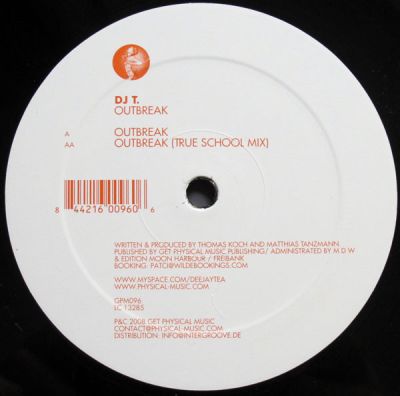 DJ T.
OUTBREAK
A OUTBREAK
AA OUTBREAK (TRUE SCHOOL MIX)
8 44216 00960 6
WRITTEN & PRODUCED BY THOMAS KOCH AND MATTHIAS TANZMANN.
PUBLISHED BY GET PHYSICAL MUSIC PUBLISHING/ ADMINISTRATED BY M D W
& EDITION MOON HARBOUR / FREIBANK
BOOKING: PATCI@WILDEBOOKINGS.COM
WWW.MYSPACE.COM/DEEJAYTEA
WWW.PHYSICAL-MUSIC.COM
GPM096
LC 13285
P&C 2008 GET PHYSICAL MUSIC
CONTACT@PHYSICAL-MUSIC.COM
DISTRIBUTION: INFO@INTERGROOVE.DE